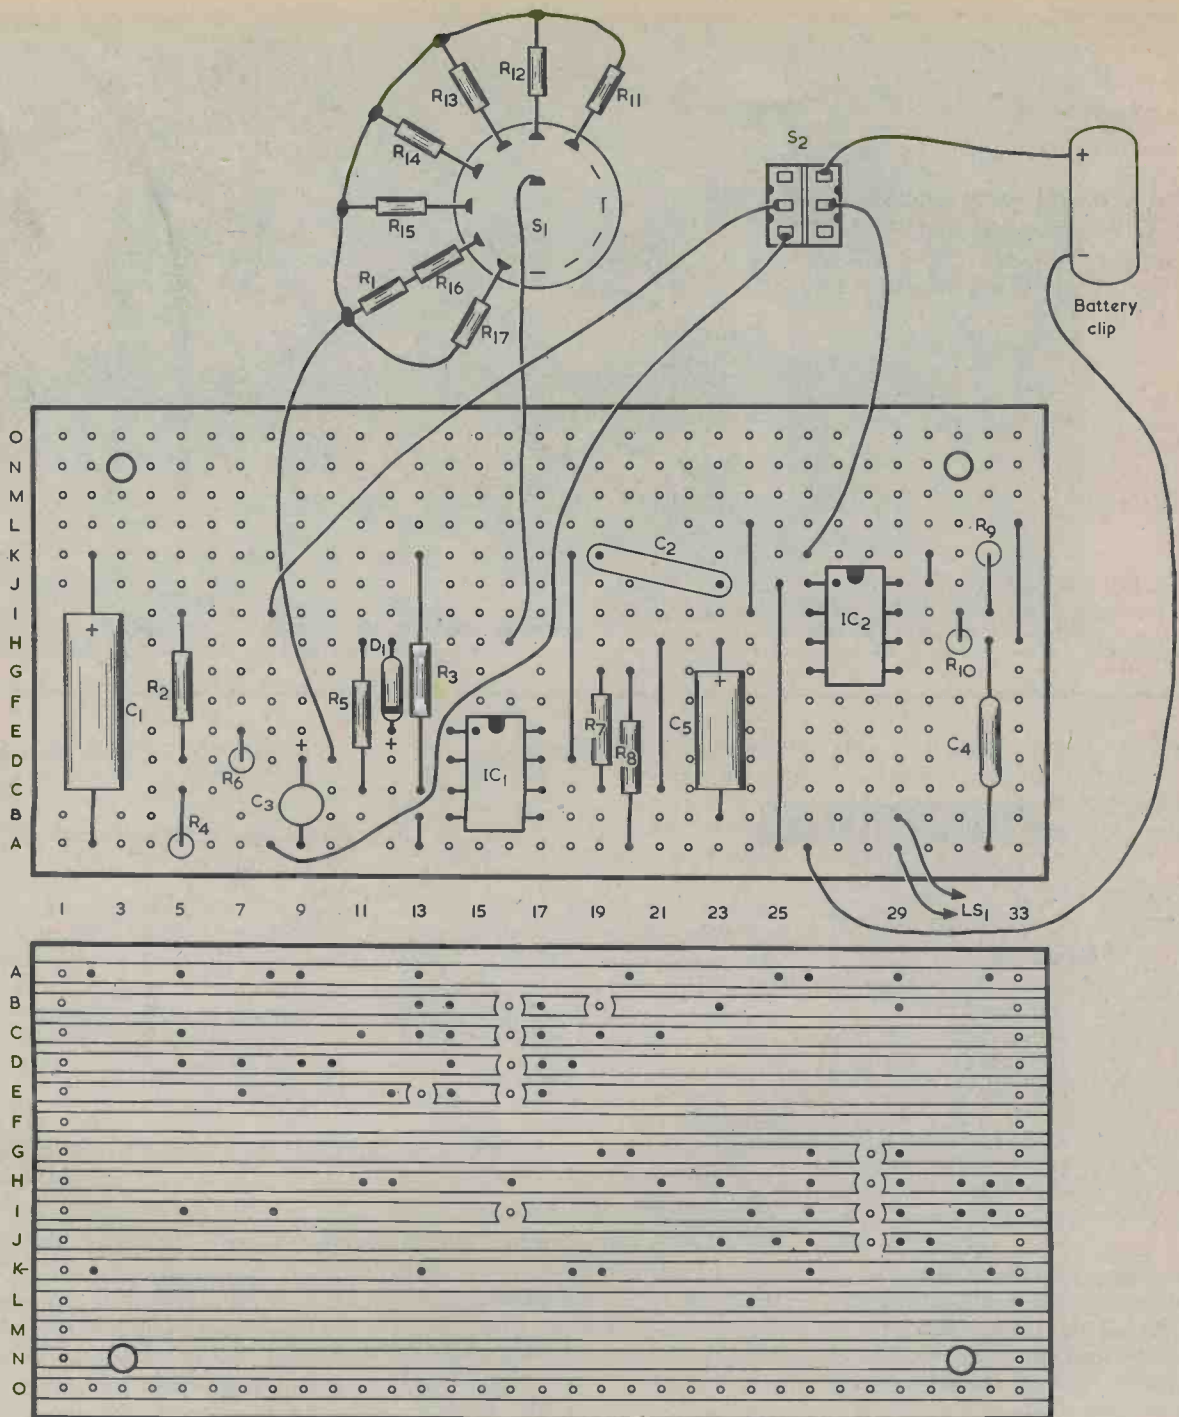 R12
R13
R11
R14
S2
+
R15
S1
R1
R16
R17
−
Battery
clip
O
N
M
L
K
J
I
H
G
F
E
D
C
B
A
R9
C2
+
IC2
D1
R2
R3
R10
C1
R5
+
R7
C5
R8
C4
+
+
R6
IC1
C3
R4
1 3 5 7 9 11 13 15 17 19 21 23 25 29 LS1 33
A
B
C
D
E
F
G
H
I
J
K
L
M
N
O